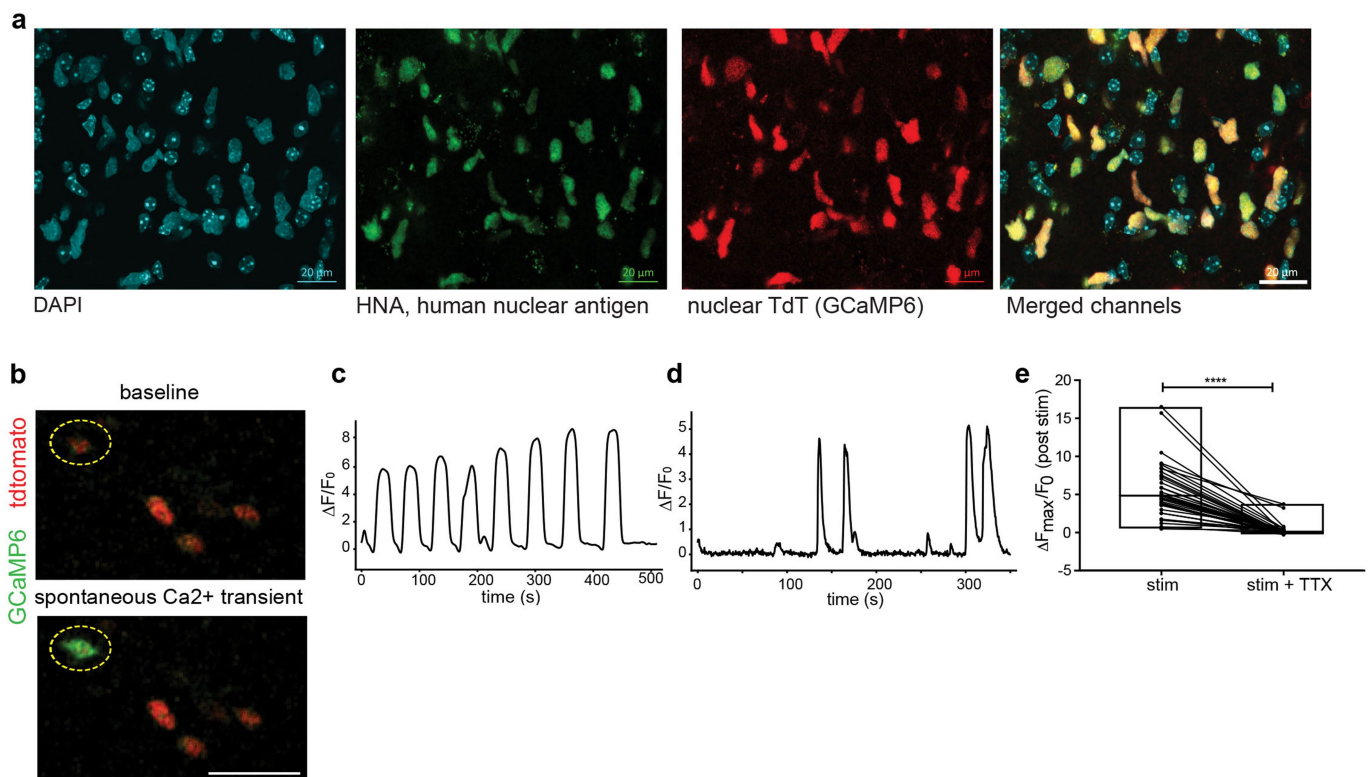 a
20 µm
20 µm
20 µm
20 µm
DAPI
HNA, human nuclear antigen
nuclear TdT (GCaMP6)
Merged channels
b
baseline
GCaMP6 tdtomato
spontaneous Ca2+ transient
c
ΔF/F0
8
6
4
2
0
0 100 200 300 400 500
time (s)
d
ΔF/F0
5
4
3
2
1
0
0 100 200 300
time (s)
e
****
ΔFmax/F0 (post stim)
20
15
10
5
0
-5
stim
stim + TTX